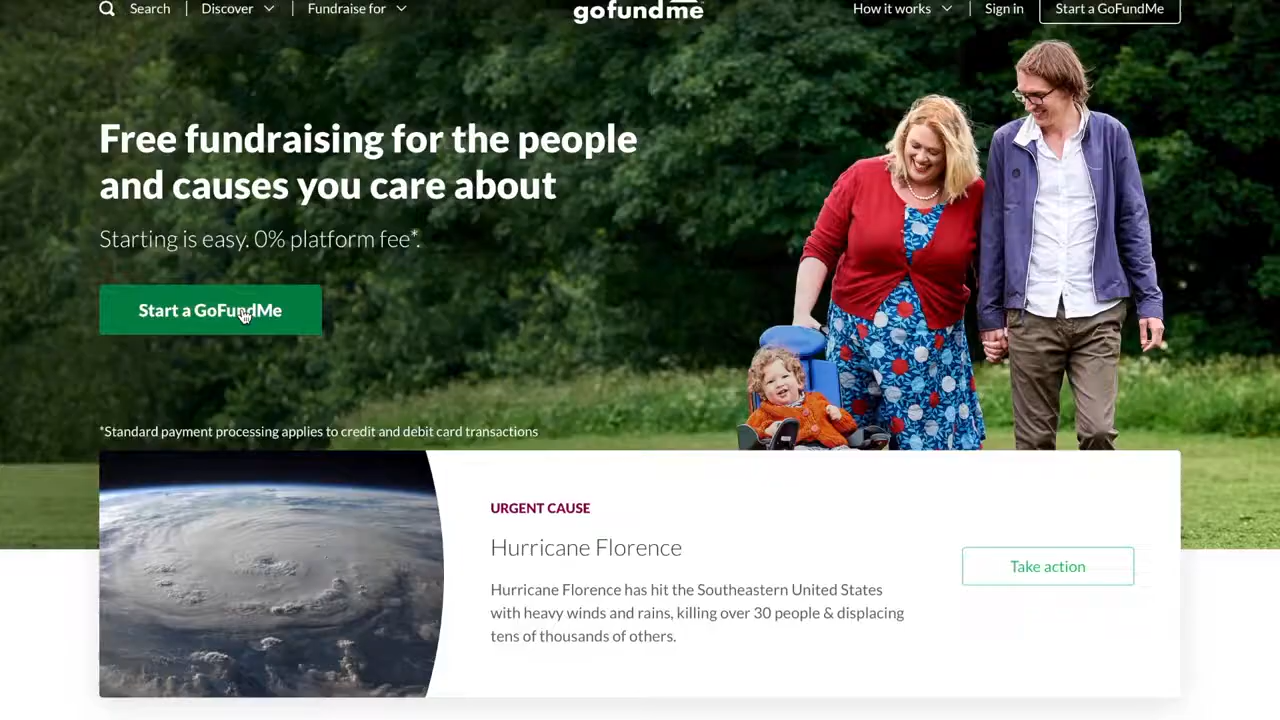 Search
Discover
Fundraise for
gofundme
How it works
Sign in
Start a GoFundMe
Free fundraising for the people
and causes you care about
Starting is easy. 0% platform fee*.
Start a GoFundMe
*Standard payment processing applies to credit and debit card transactions
URGENT CAUSE
Hurricane Florence
Hurricane Florence has hit the Southeastern United States
with heavy winds and rains, killing over 30 people & displacing
tens of thousands of others.
Take action